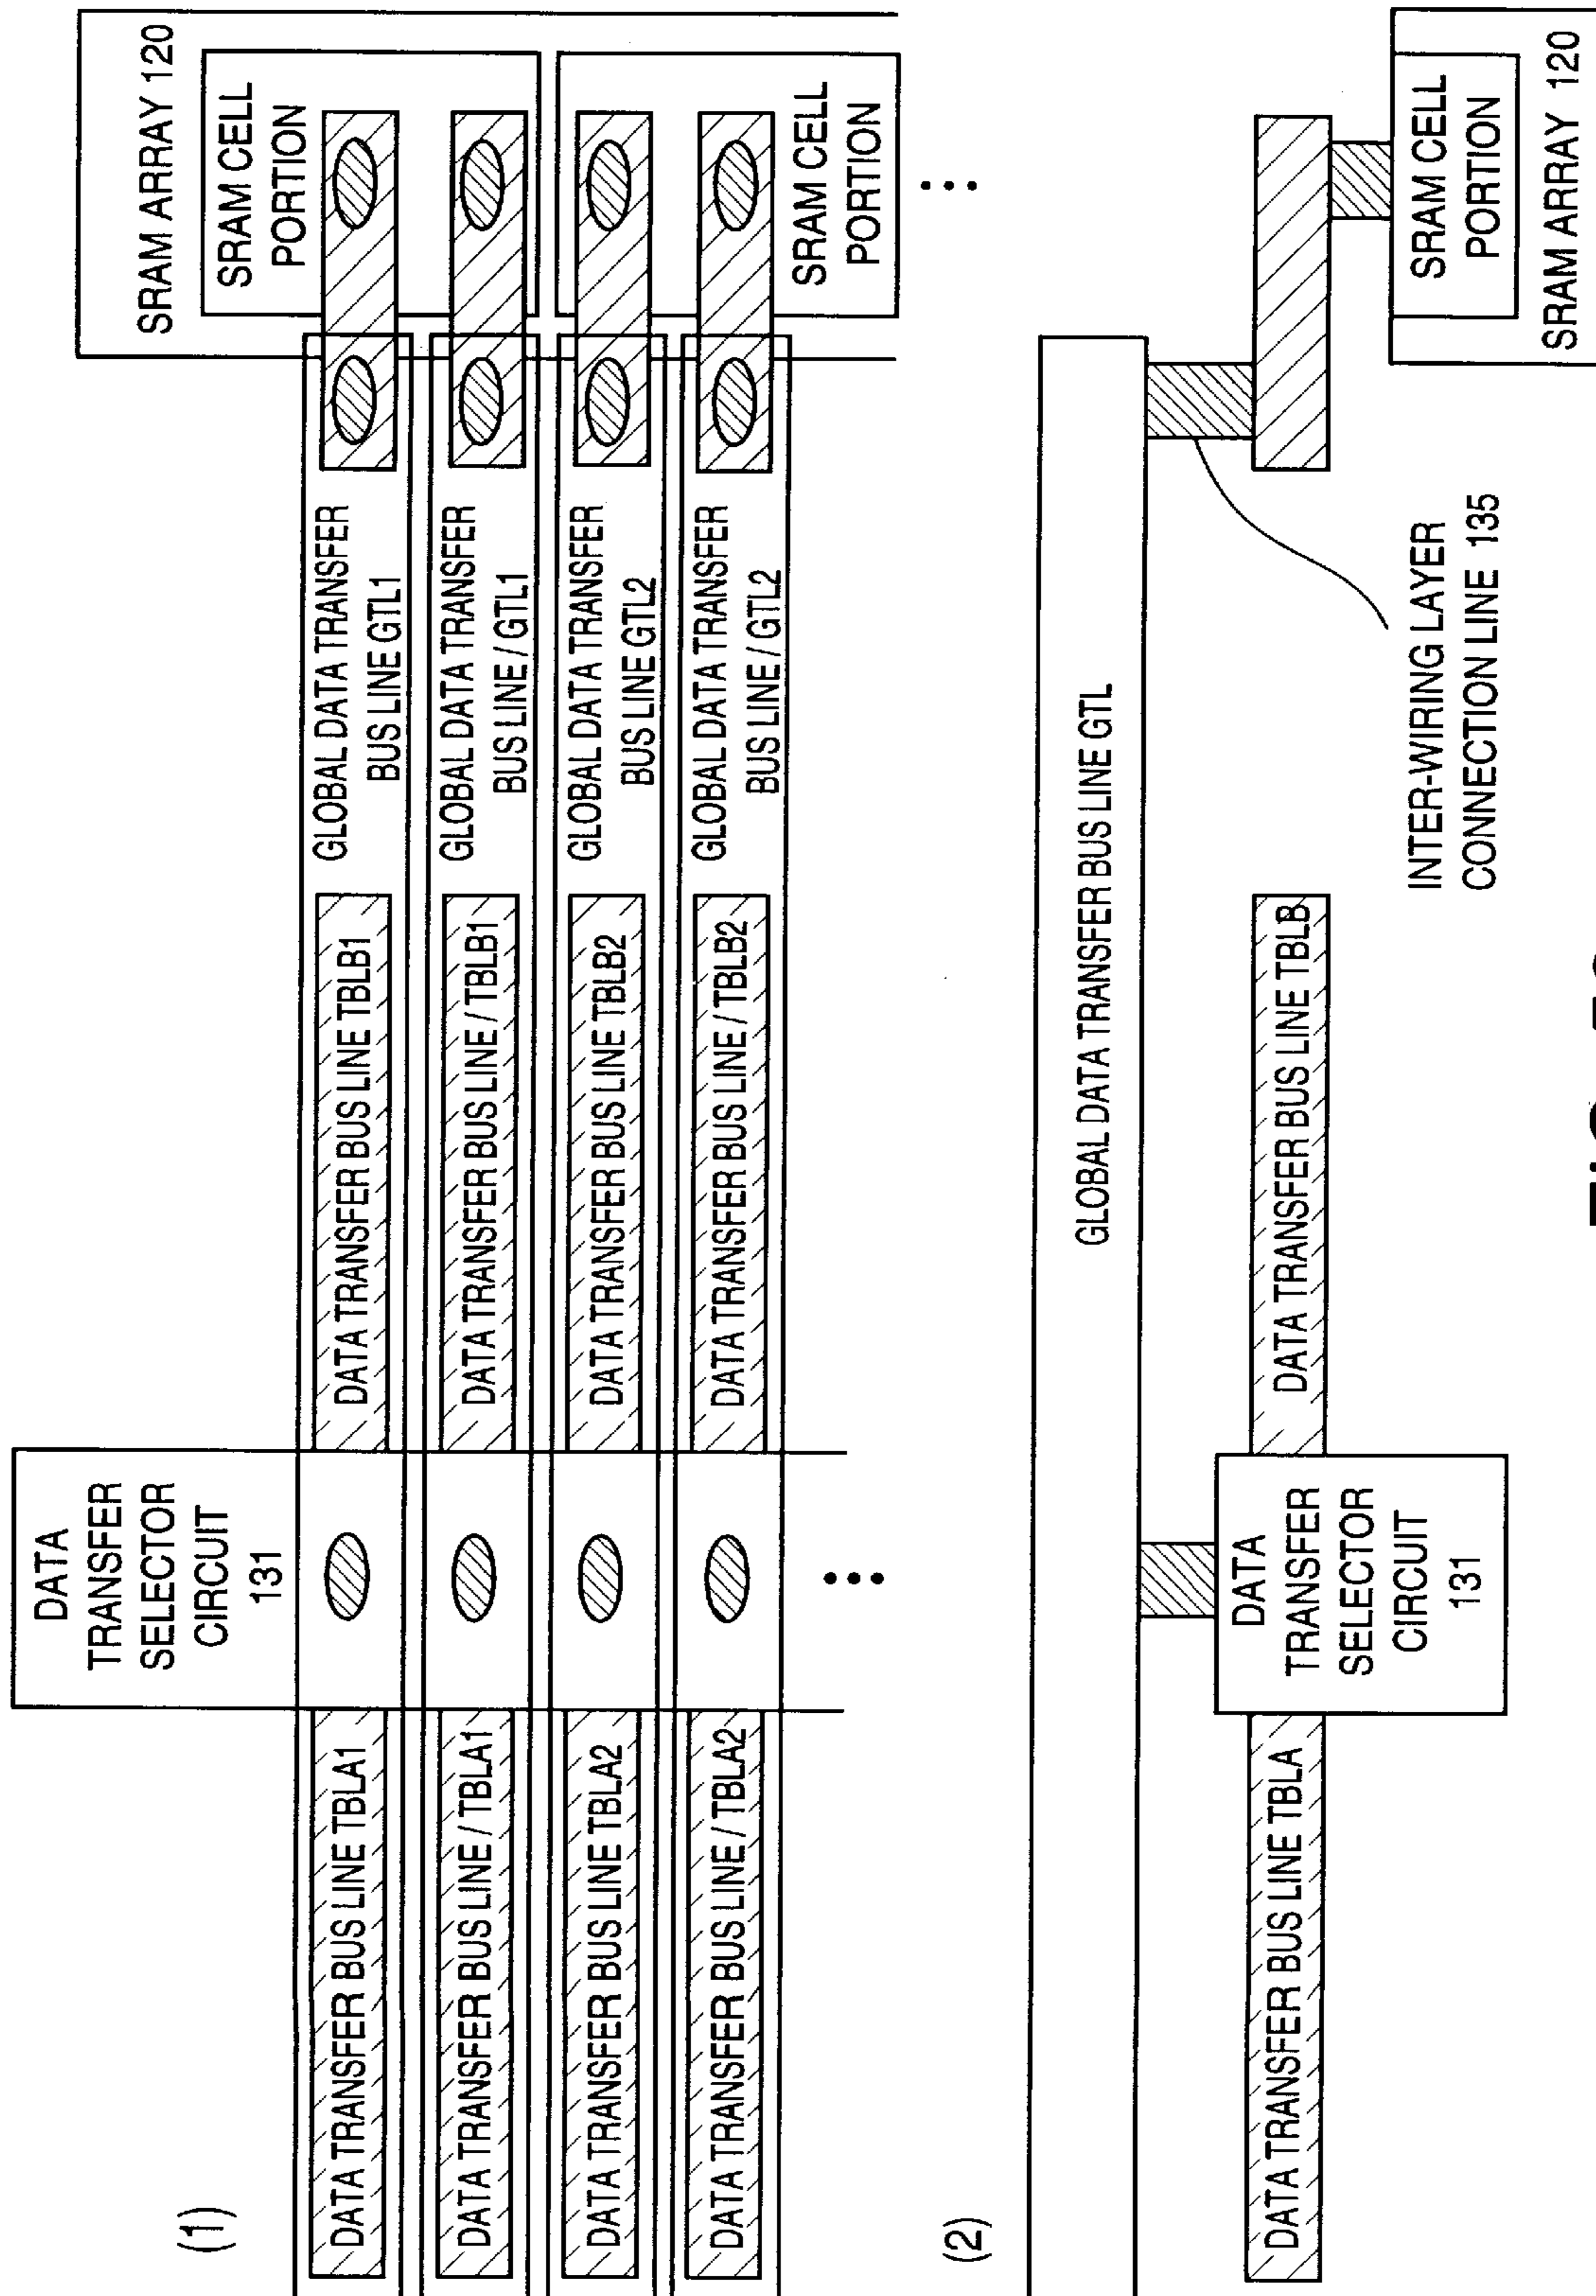 (1)
DATA
TRANSFER
SELECTOR
CIRCUIT
131
SRAM ARRAY 120
SRAM CELL
PORTION
DATA TRANSFER BUS LINE TBLA1
DATA TRANSFER BUS LINE TBLB1
GLOBAL DATA TRANSFER
BUS LINE GTL1
DATA TRANSFER BUS LINE / TBLA1
DATA TRANSFER BUS LINE / TBLB1
GLOBAL DATA TRANSFER
BUS LINE / GTL1
DATA TRANSFER BUS LINE TBLA2
DATA TRANSFER BUS LINE TBLB2
GLOBAL DATA TRANSFER
BUS LINE GTL2
DATA TRANSFER BUS LINE / TBLA2
DATA TRANSFER BUS LINE / TBLB2
GLOBAL DATA TRANSFER
BUS LINE / GTL2
SRAM CELL
PORTION
(2)
GLOBAL DATA TRANSFER BUS LINE GTL
DATA TRANSFER BUS LINE TBLA
DATA
TRANSFER
SELECTOR
CIRCUIT
131
DATA TRANSFER BUS LINE TBLB
INTER-WIRING LAYER
CONNECTION LINE 135
SRAM CELL
PORTION
SRAM ARRAY 120